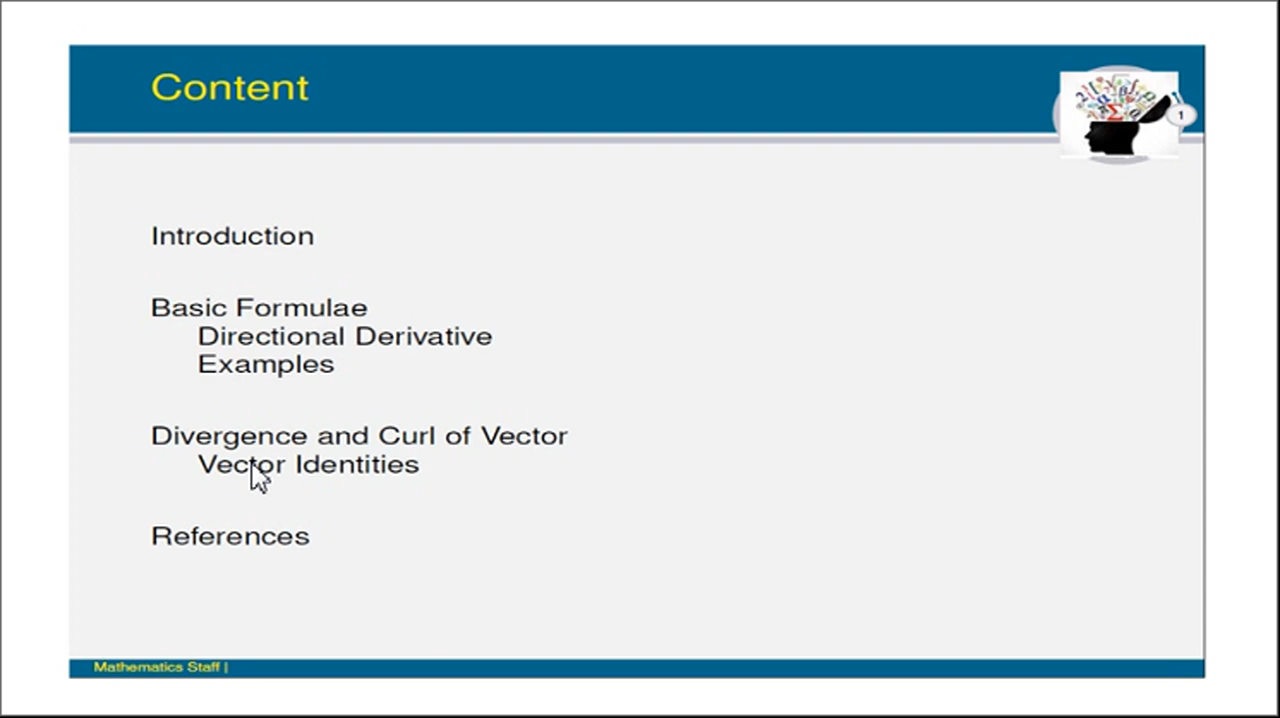 Content
1
Introduction
Basic Formulae
Directional Derivative
Examples
Divergence and Curl of Vector
Vector Identities
References
Mathematics Staff |